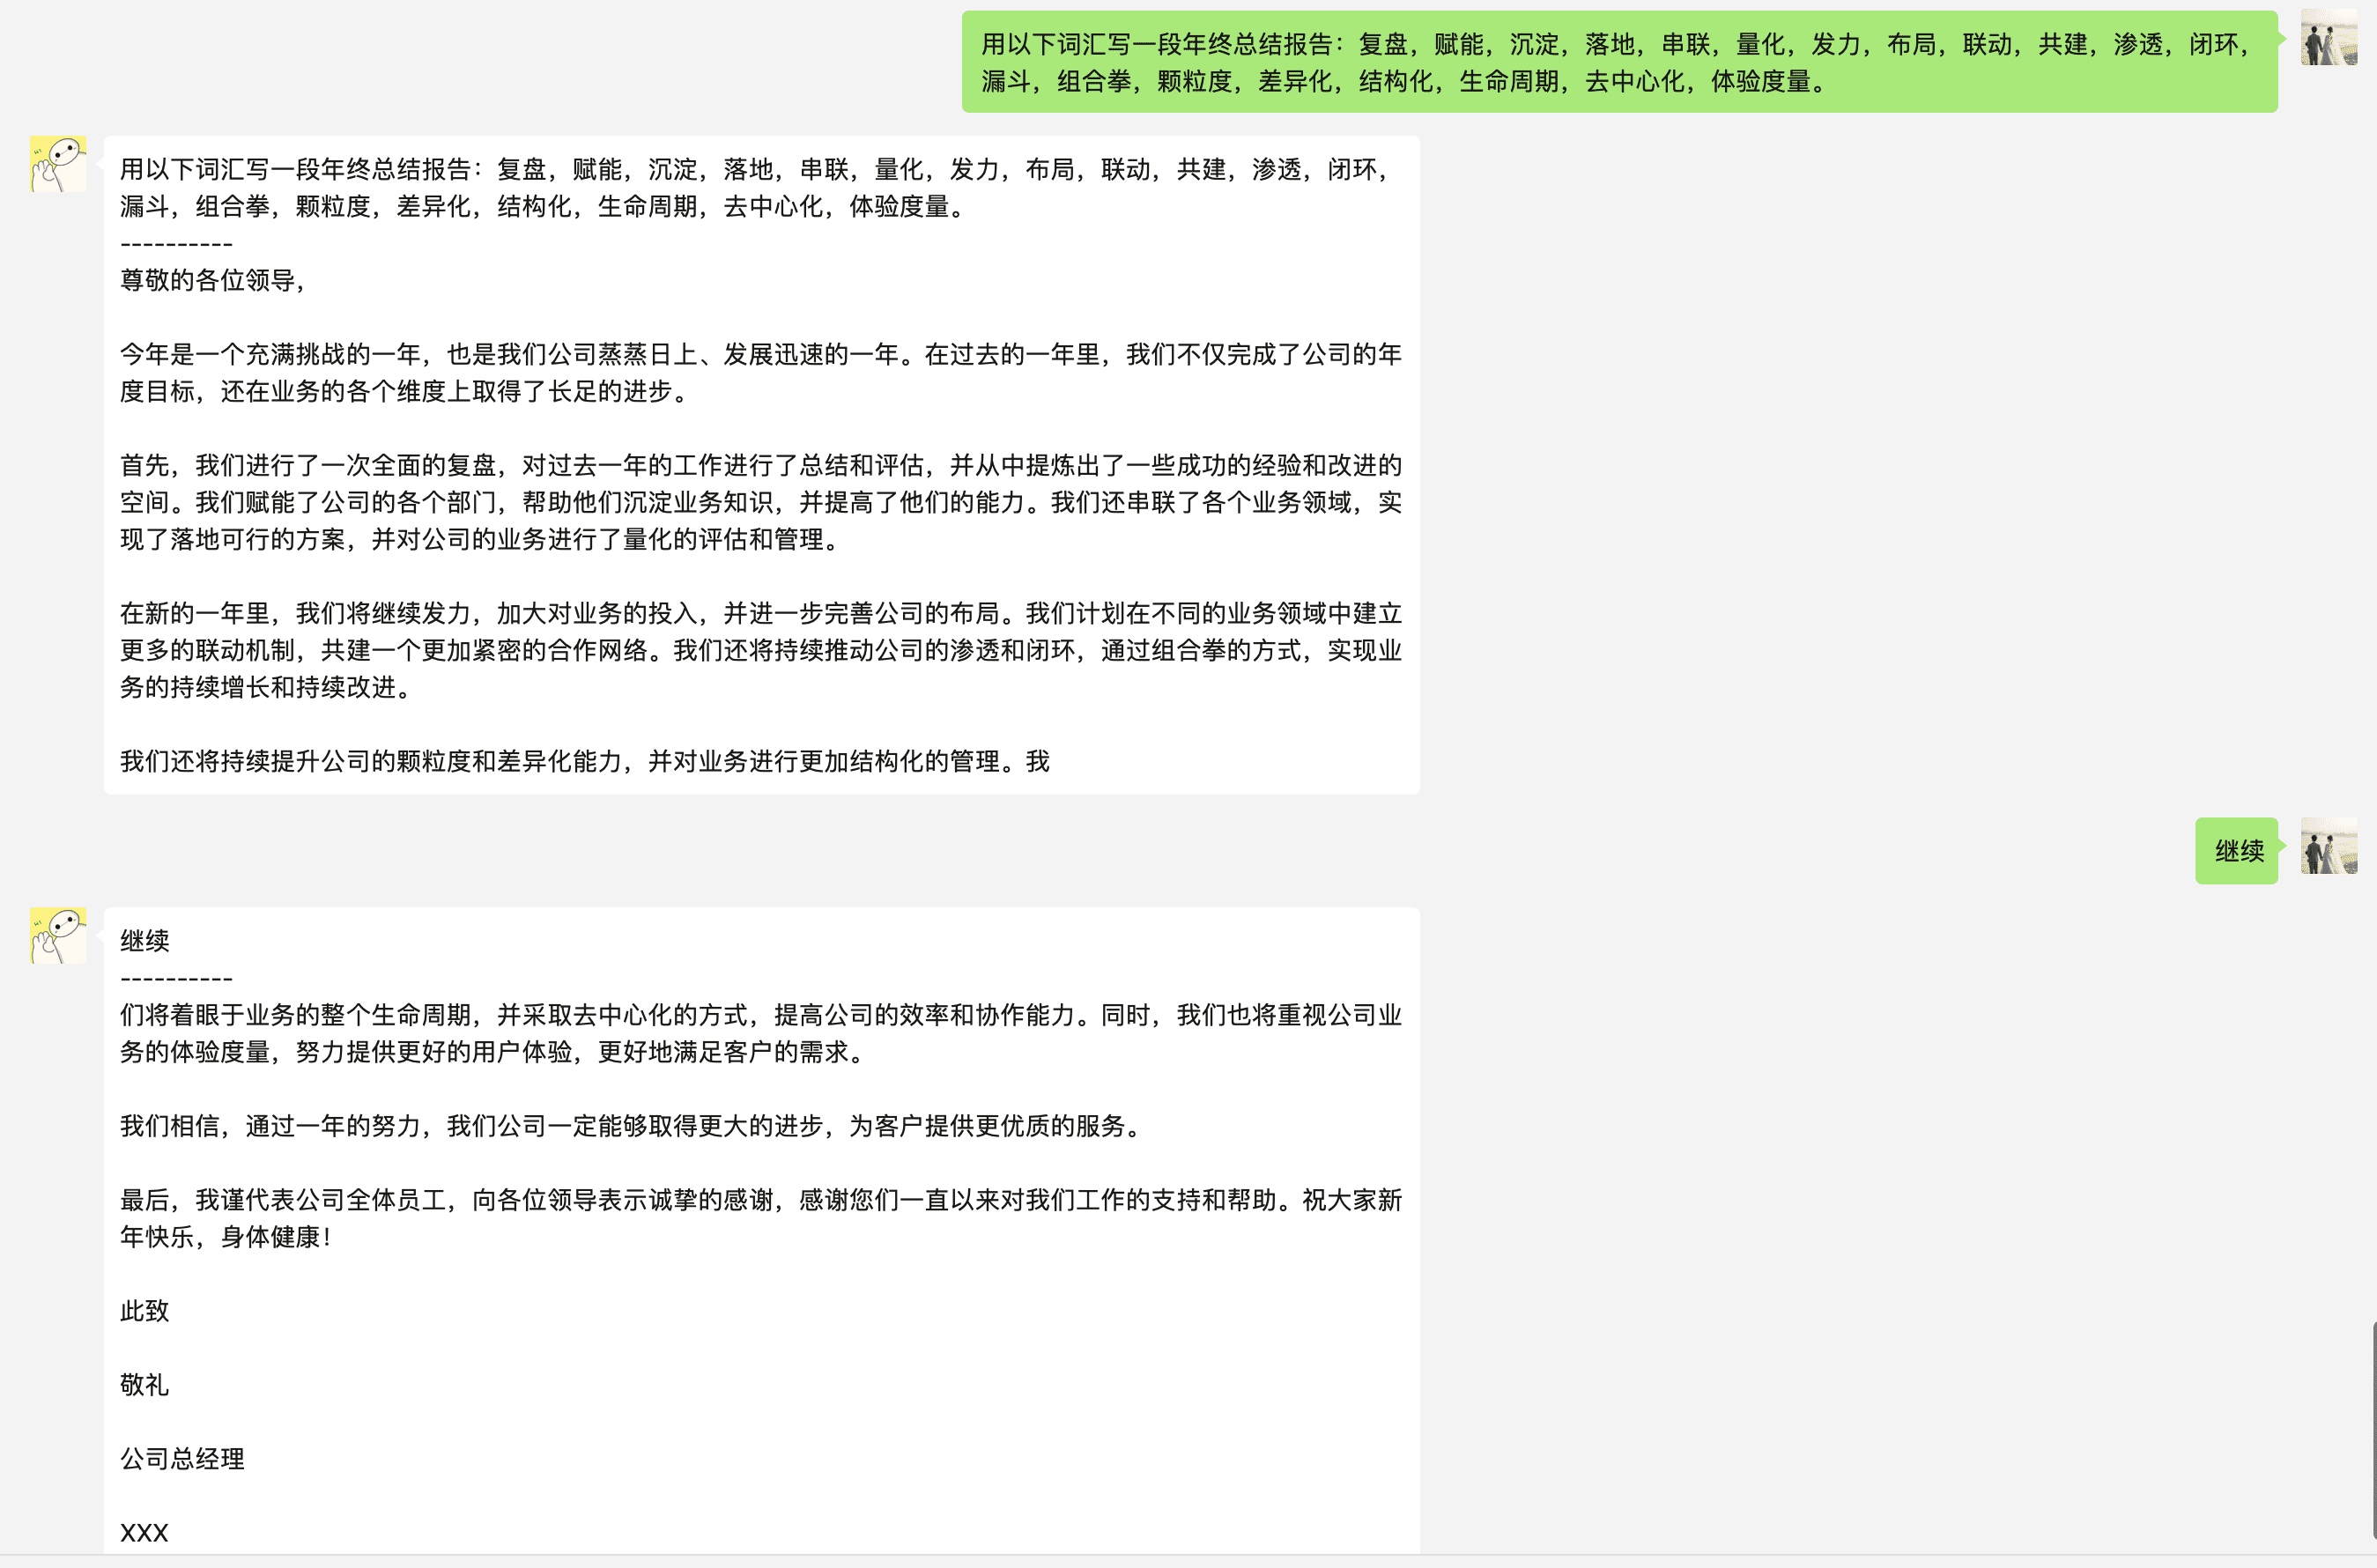 用以下词汇写一段年终总结报告：复盘，赋能，沉淀，落地，串联，量化，发力，布局，联动，共建，渗透，闭环，
漏斗，组合拳，颗粒度，差异化，结构化，生命周期，去中心化，体验度量。
用以下词汇写一段年终总结报告：复盘，赋能，沉淀，落地，串联，量化，发力，布局，联动，共建，渗透，闭环，
漏斗，组合拳，颗粒度，差异化，结构化，生命周期，去中心化，体验度量。
----------
尊敬的各位领导，
今年是一个充满挑战的一年，也是我们公司蒸蒸日上、发展迅速的一年。在过去的一年里，我们不仅完成了公司的年
度目标，还在业务的各个维度上取得了长足的进步。
首先，我们进行了一次全面的复盘，对过去一年的工作进行了总结和评估，并从中提炼出了一些成功的经验和改进的
空间。我们赋能了公司的各个部门，帮助他们沉淀业务知识，并提高了他们的能力。我们还串联了各个业务领域，实
现了落地可行的方案，并对公司的业务进行了量化的评估和管理。
在新的一年里，我们将继续发力，加大对业务的投入，并进一步完善公司的布局。我们计划在不同的业务领域中建立
更多的联动机制，共建一个更加紧密的合作网络。我们还将持续推动公司的渗透和闭环，通过组合拳的方式，实现业
务的持续增长和持续改进。
我们还将持续提升公司的颗粒度和差异化能力，并对业务进行更加结构化的管理。我
继续
继续
----------
们将着眼于业务的整个生命周期，并采取去中心化的方式，提高公司的效率和协作能力。同时，我们也将重视公司业
务的体验度量，努力提供更好的用户体验，更好地满足客户的需求。
我们相信，通过一年的努力，我们公司一定能够取得更大的进步，为客户提供更优质的服务。
最后，我谨代表公司全体员工，向各位领导表示诚挚的感谢，感谢您们一直以来对我们工作的支持和帮助。祝大家新
年快乐，身体健康！
此致
敬礼
公司总经理
XXX